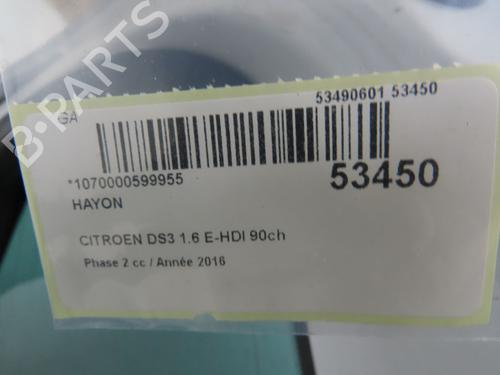 B-PARTS
53490601 53450
GA
*1070000599955
53450
HAYON
CITROEN DS3 1.6 E-HDI 90ch
Phase 2 cc / Année 2016